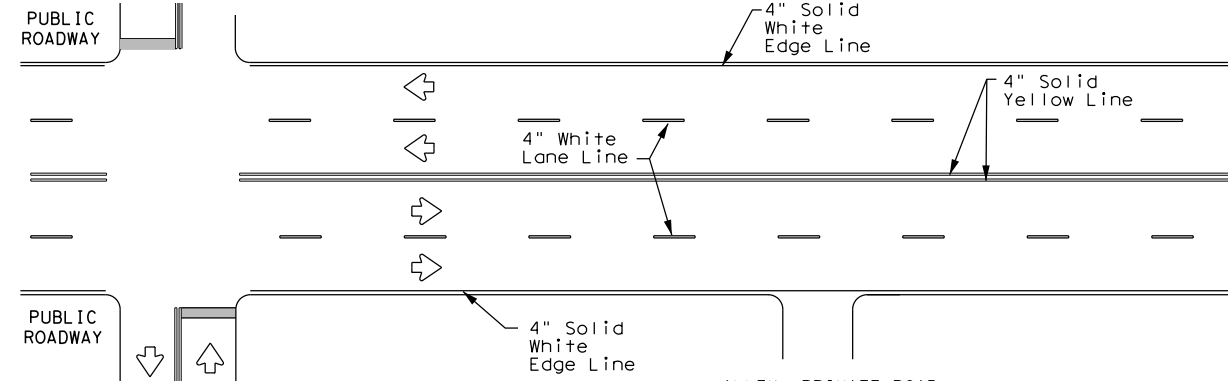 PUBLIC
ROADWAY
4" Solid
White
Edge Line
4" Solid
Yellow Line
4" White
Lane Line
PUBLIC
ROADWAY
4" Solid
White
Edge Line